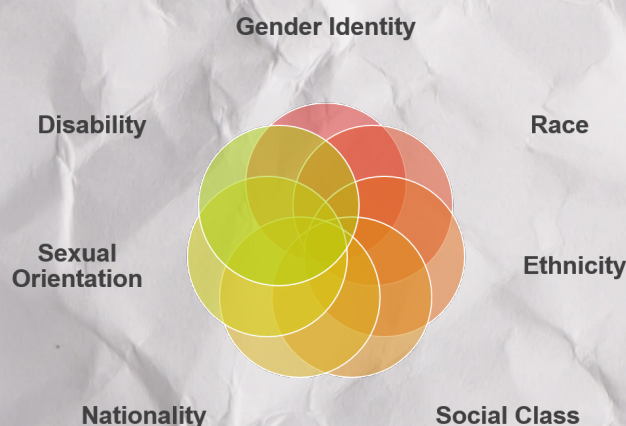 Gender Identity
Disability
Race
Sexual
Orientation
Ethnicity
Nationality
Social Class